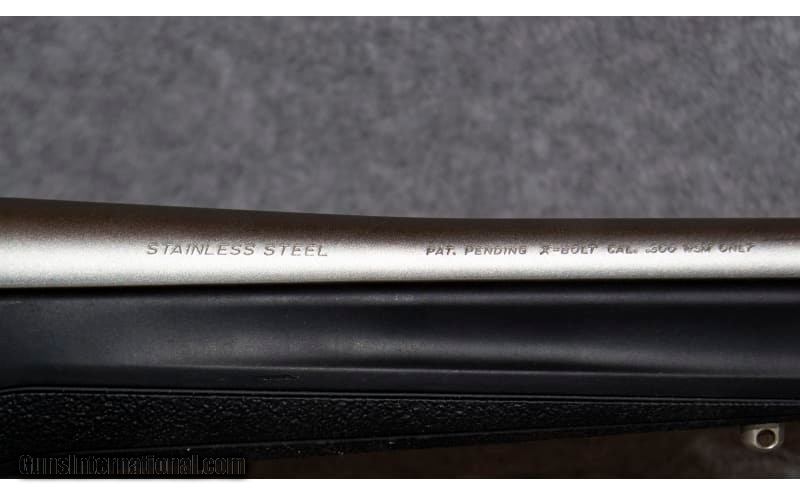 STAINLESS STEEL PAT. PENDING X-BOLT CAL. .300 WSM ONLY
GunsInternational.com